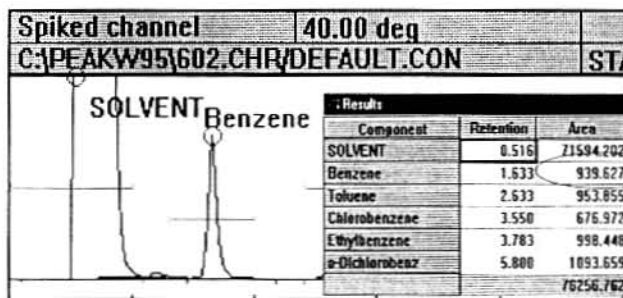 Spiked channel 40.00 deg
C:\PEAKW95\602.CHR/DEFAULT.CON STA
SOLVENT
Benzene
Results
Component Retention Area
SOLVENT 0.516 71594.202
Benzene 1.633 939.627
Toluene 2.633 953.855
Chlorobenzene 3.550 676.972
Ethylbenzene 3.783 998.448
o-Dichlorobenz 5.800 1093.659
76256.762